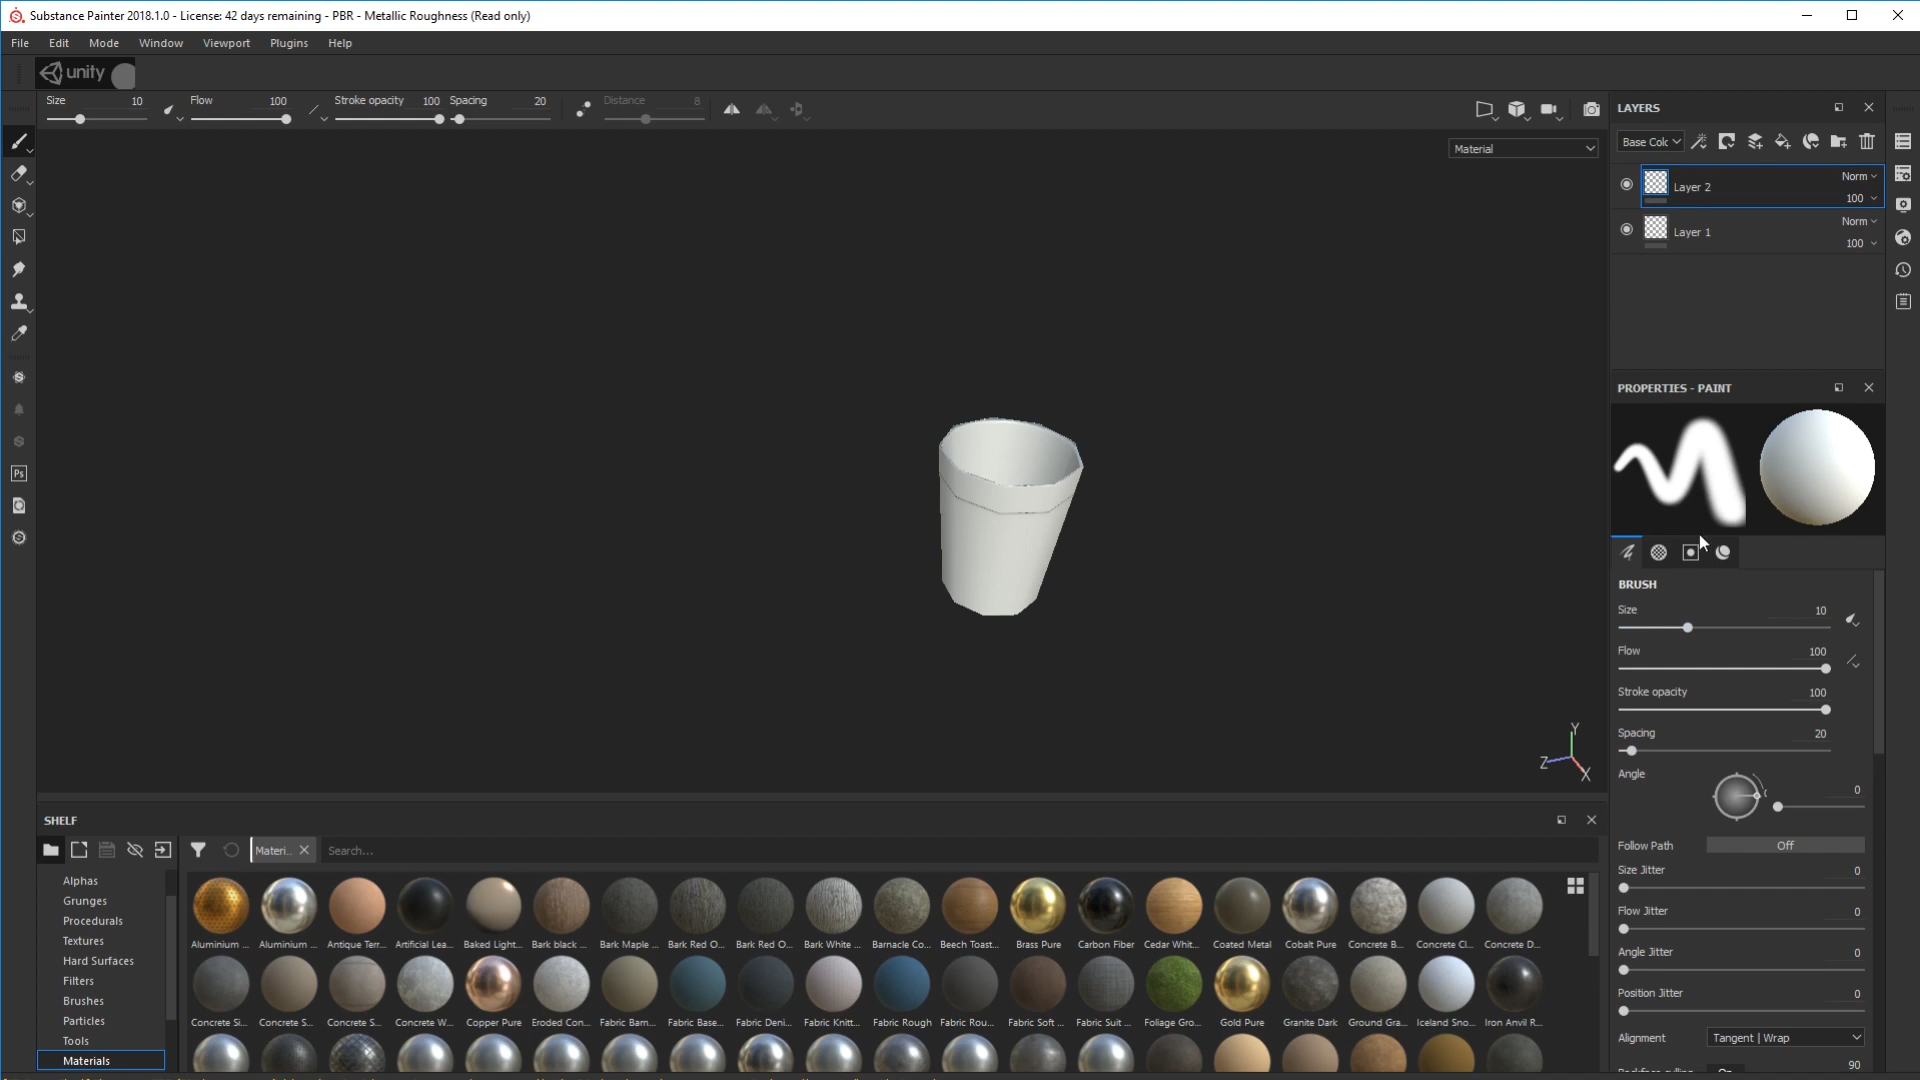 Substance Painter 2018.1.0 - License: 42 days remaining - PBR - Metallic Roughness (Read only)
File Edit Mode Window Viewport Plugins Help
unity
Size 10 Flow 100 Stroke opacity 100 Spacing 20 Distance 8
Material
LAYERS
Base Colc
Layer 2 Norm 100
Layer 1 Norm 100
PROPERTIES - PAINT
BRUSH
Size 10
Flow 100
Stroke opacity 100
Spacing 20
Angle 0
Follow Path Off
Size Jitter 0
Flow Jitter 0
Angle Jitter 0
Position Jitter 0
Alignment Tangent | Wrap
90
Y
Z
X
Ps
SHELF
Materi.. Search...
Alphas
Grunges
Procedurals
Textures
Hard Surfaces
Filters
Brushes
Particles
Tools
Materials
Aluminium ... Aluminium ... Antique Terr... Artificial Lea... Baked Light... Bark black ... Bark Maple ... Bark Red O... Bark Red O... Bark White ... Barnacle Co... Beech Toast... Brass Pure Carbon Fiber Cedar Whit... Coated Metal Cobalt Pure Concrete B... Concrete Cl... Concrete D...
Concrete Si... Concrete S... Concrete S... Concrete W... Copper Pure Eroded Con... Fabric Bam... Fabric Base... Fabric Deni... Fabric Knitt... Fabric Rough Fabric Rou... Fabric Soft ... Fabric Suit ... Foliage Gro... Gold Pure Granite Dark Ground Gra... Iceland Sno... Iron Anvil R...